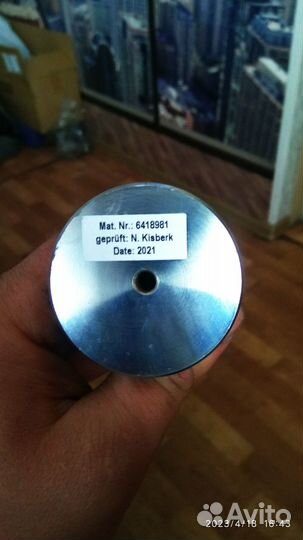 Mat. Nr.: 6418981
geprüft: N. Kisberk
Date: 2021
2023/4/18 16:43
Avito